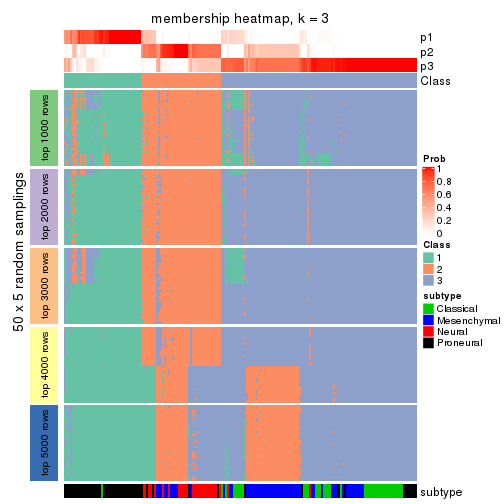 membership heatmap, k = 3
p1
p2
p3
Class
50 x 5 random samplings
top 1000 rows
top 2000 rows
top 3000 rows
top 4000 rows
top 5000 rows
Prob
1
0.8
0.6
0.4
0.2
0
Class
1
2
3
subtype
Classical
Mesenchymal
Neural
Proneural
subtype